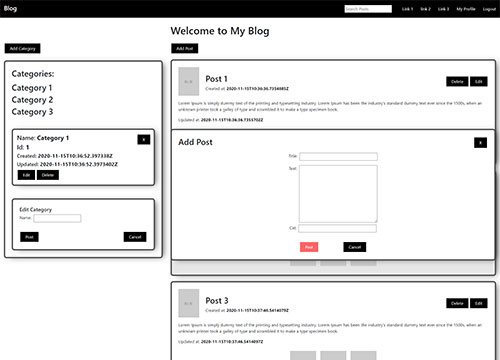 Blog
Search Posts
Link 1
link 2
Link 3
My Profile
Logout
Welcome to My Blog
Add Category
Add Post
Categories:
Category 1
Category 2
Category 3
Name: Category 1
X
Id: 1
Created: 2020-11-15T10:36:52.397338Z
Updated: 2020-11-15T10:36:52.3973402Z
Edit
Delete
Edit Category
Name:
Post
Cancel
Post 1
Delete
Edit
Created at: 2020-11-15T10:36:36.7354085Z
Lorem Ipsum is simply dummy text of the printing and typesetting industry. Lorem Ipsum has been the industry's standard dummy text ever since the 1500s, when an
unknown printer took a galley of type and scrambled it to make a type specimen book.
Updated at: 2020-11-15T10:36:36.7355702Z
Add Post
X
Title:
Text:
Cat:
Post
Cancel
Post 3
Delete
Edit
Created at: 2020-11-15T10:37:46.5414079Z
Lorem Ipsum is simply dummy text of the printing and typesetting industry. Lorem Ipsum has been the industry's standard dummy text ever since the 1500s, when an
unknown printer took a galley of type and scrambled it to make a type specimen book.
Updated at: 2020-11-15T10:37:46.5414097Z